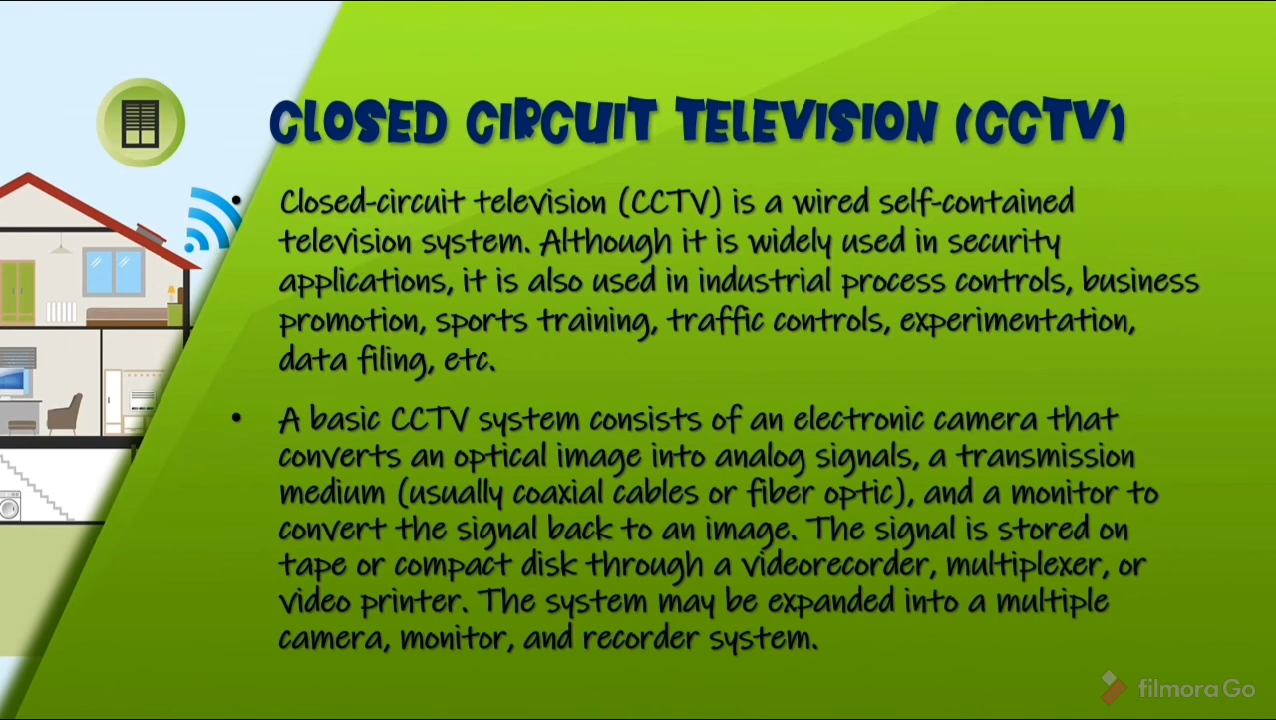 CLOSED CIRCUIT TELEVISION (CCTV)
• Closed-circuit television (CCTV) is a wired self-contained
television system. Although it is widely used in security
applications, it is also used in industrial process controls, business
promotion, sports training, traffic controls, experimentation,
data filing, etc.
• A basic CCTV system consists of an electronic camera that
converts an optical image into analog signals, a transmission
medium (usually coaxial cables or fiber optic), and a monitor to
convert the signal back to an image. The signal is stored on
tape or compact disk through a videorecorder, multiplexer, or
video printer. The system may be expanded into a multiple
camera, monitor, and recorder system.
filmora Go